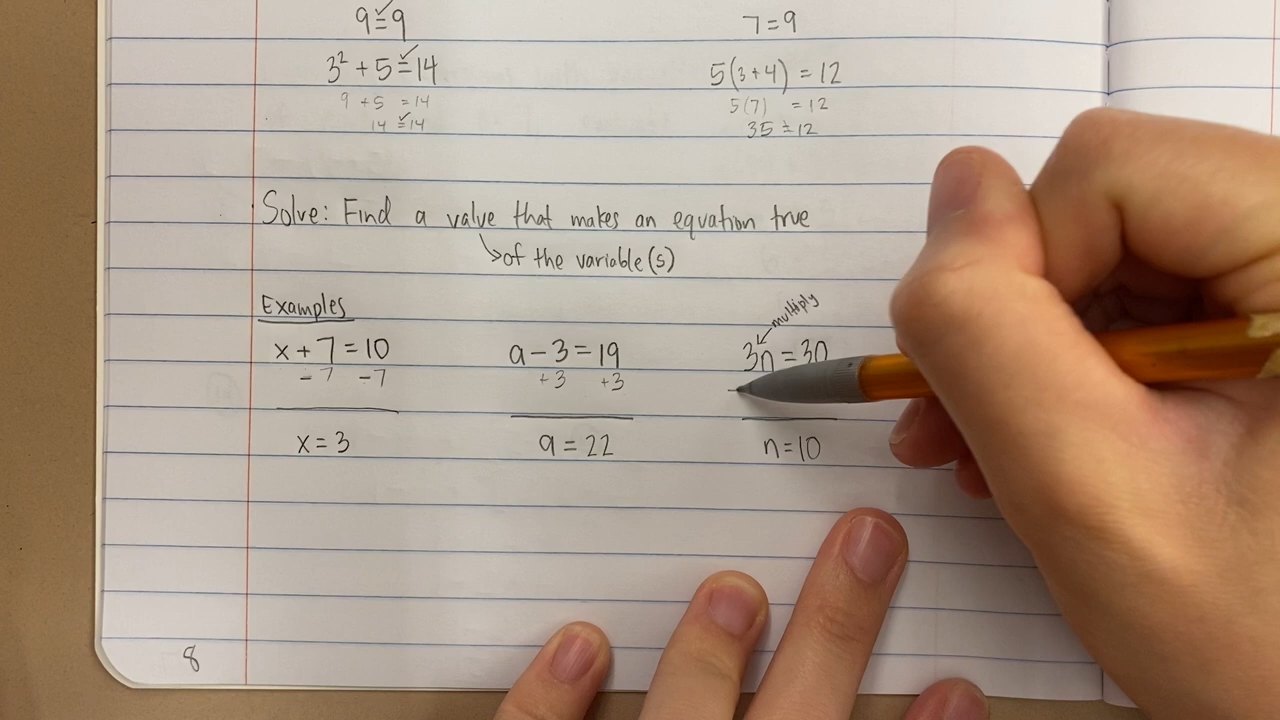 9 ≟ 9 7 = 9
3² + 5 = 14 5(3+4) = 12
9 + 5 = 14 5(7) = 12
14 = 14 35 ≠ 12
Solve: Find a value that makes an equation true
of the variable(s)
Examples
multiply
x + 7 = 10 a - 3 = 19 3n = 30
- 7 - 7 + 3 + 3
x = 3 a = 22 n = 10
8